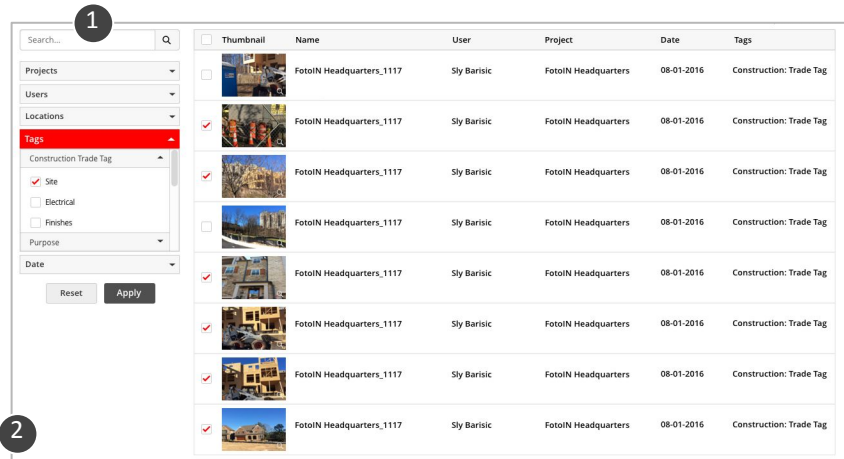 1
Search...
Thumbnail Name User Project Date Tags
Projects
Users
Locations
Tags
Construction Trade Tag
Site
Electrical
Finishes
Purpose
Date
Reset Apply
FotoIN Headquarters_1117 Sly Barisic FotoIN Headquarters 08-01-2016 Construction: Trade Tag
FotoIN Headquarters_1117 Sly Barisic FotoIN Headquarters 08-01-2016 Construction: Trade Tag
FotoIN Headquarters_1117 Sly Barisic FotoIN Headquarters 08-01-2016 Construction: Trade Tag
FotoIN Headquarters_1117 Sly Barisic FotoIN Headquarters 08-01-2016 Construction: Trade Tag
FotoIN Headquarters_1117 Sly Barisic FotoIN Headquarters 08-01-2016 Construction: Trade Tag
FotoIN Headquarters_1117 Sly Barisic FotoIN Headquarters 08-01-2016 Construction: Trade Tag
FotoIN Headquarters_1117 Sly Barisic FotoIN Headquarters 08-01-2016 Construction: Trade Tag
FotoIN Headquarters_1117 Sly Barisic FotoIN Headquarters 08-01-2016 Construction: Trade Tag
2